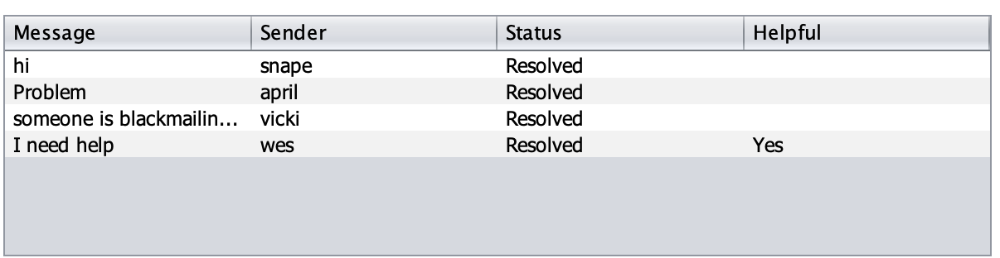 Message Sender Status Helpful
hi snape Resolved
Problem april Resolved
someone is blackmailin... vicki Resolved
I need help wes Resolved Yes